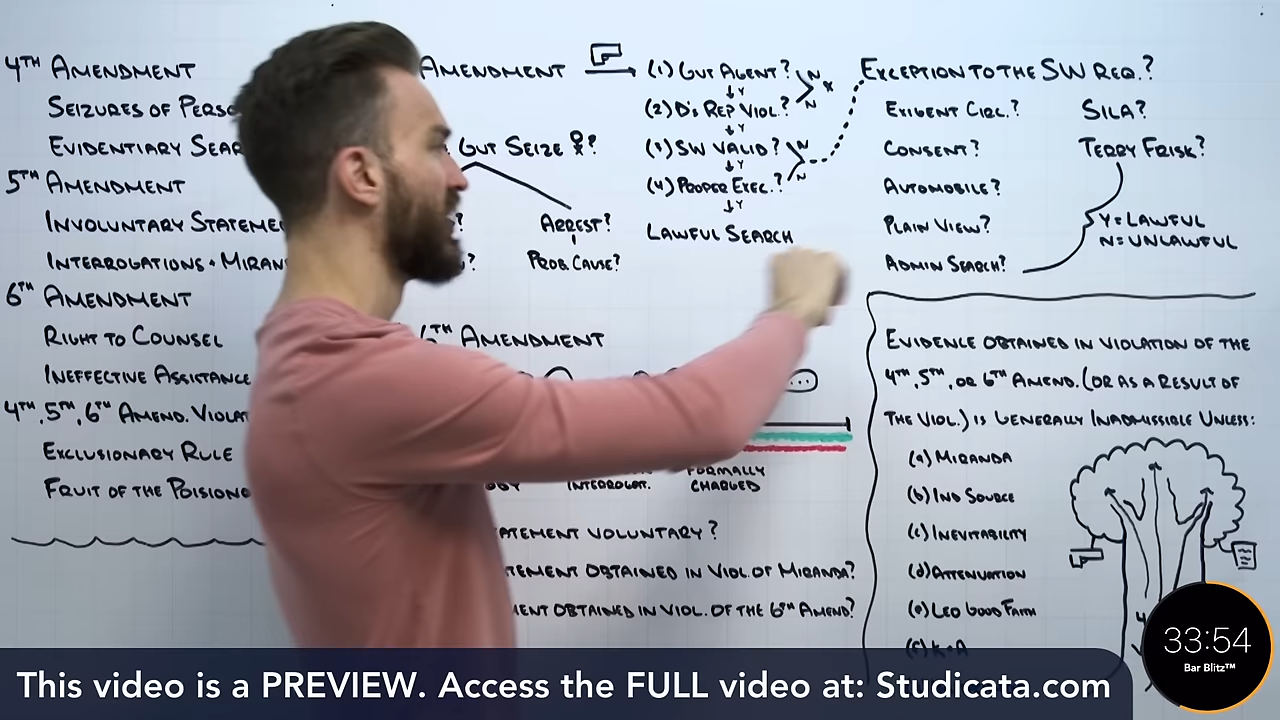 4TH AMENDMENT
SEIZURES OF PERSO
EVIDENTIARY SEAR
5TH AMENDMENT
INVOLUNTARY STATEME
INTERROGATIONS + MIRAN
6TH AMENDMENT
RIGHT TO COUNSEL
INEFFECTIVE ASSISTANCE
4TH, 5TH, 6TH AMEND. VIOLAT
EXCLUSIONARY RULE
FRUIT OF THE POISIONO
AMENDMENT
GVT SEIZE ?
ARREST?
PROB. CAUSE?
?
?
(1) GVT AGENT? N
Y X
(2) D's REP VIOL.? N
Y
(3) SW VALID? N
Y
(4) PROPER EXEC.? N
Y
LAWFUL SEARCH
EXCEPTION TO THE SW REQ.?
EXIGENT CIRC.?
CONSENT?
AUTOMOBILE?
PLAIN VIEW?
ADMIN SEARCH?
SILA?
TERRY FRISK?
Y = LAWFUL
N = UNLAWFUL
6TH AMENDMENT
ODY
INTERROGAT.
FORMALLY
CHARGED
ATEMENT VOLUNTARY?
TEMENT OBTAINED IN VIOL. OF MIRANDA?
MENT OBTAINED IN VIOL. OF THE 6TH AMEND?
EVIDENCE OBTAINED IN VIOLATION OF THE
4TH, 5TH, OR 6TH AMEND. (OR AS A RESULT OF
THE VIOL.) IS GENERALLY INADMISSIBLE UNLESS:
(a) MIRANDA
(b) IND SOURCE
(c) INEVITABILITY
(d) ATTENUATION
(e) LEO GOOD FAITH
(f) K + A
4
V
33:54
Bar Blitz™
This video is a PREVIEW. Access the FULL video at: Studicata.com